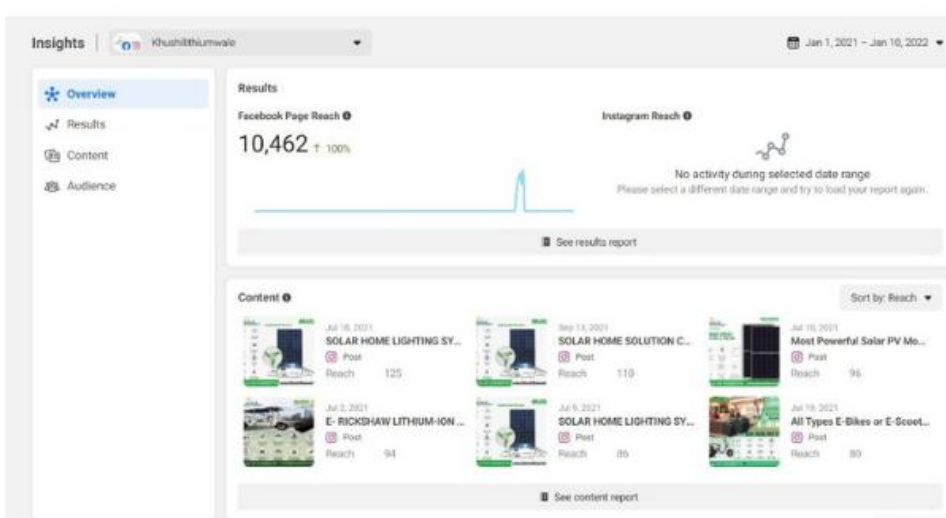 Insights
Khushilithiumwale
Jan 1, 2021 – Jan 10, 2022
Overview
Results
Content
Audience
Results
Facebook Page Reach
10,462 ↑ 100%
Instagram Reach
No activity during selected date range
Please select a different date range and try to load your report again.
See results report
Content
Sort by: Reach
Jul 18, 2021
SOLAR HOME LIGHTING SY...
Post
Reach 125
Sep 13, 2021
SOLAR HOME SOLUTION C...
Post
Reach 110
Jul 10, 2021
Most Powerful Solar PV Mo...
Post
Reach 96
Jul 2, 2021
E- RICKSHAW LITHIUM-ION ...
Post
Reach 94
Jul 9, 2021
SOLAR HOME LIGHTING SY...
Post
Reach 86
Jul 19, 2021
All Types E-Bikes or E-Scoot...
Post
Reach 80
See content report